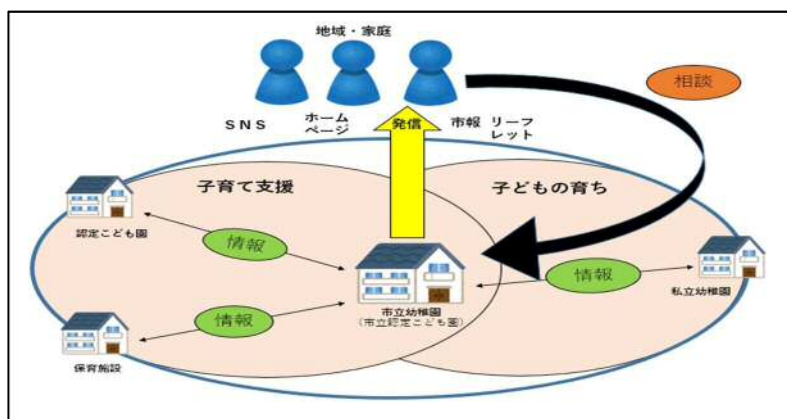 地域・家庭
相談
ＳＮＳ
ホーム
ページ
発信
市報
リーフ
レット
子育て支援
子どもの育ち
認定こども園
情報
市立幼稚園
（市立認定こども園）
情報
私立幼稚園
情報
保育施設